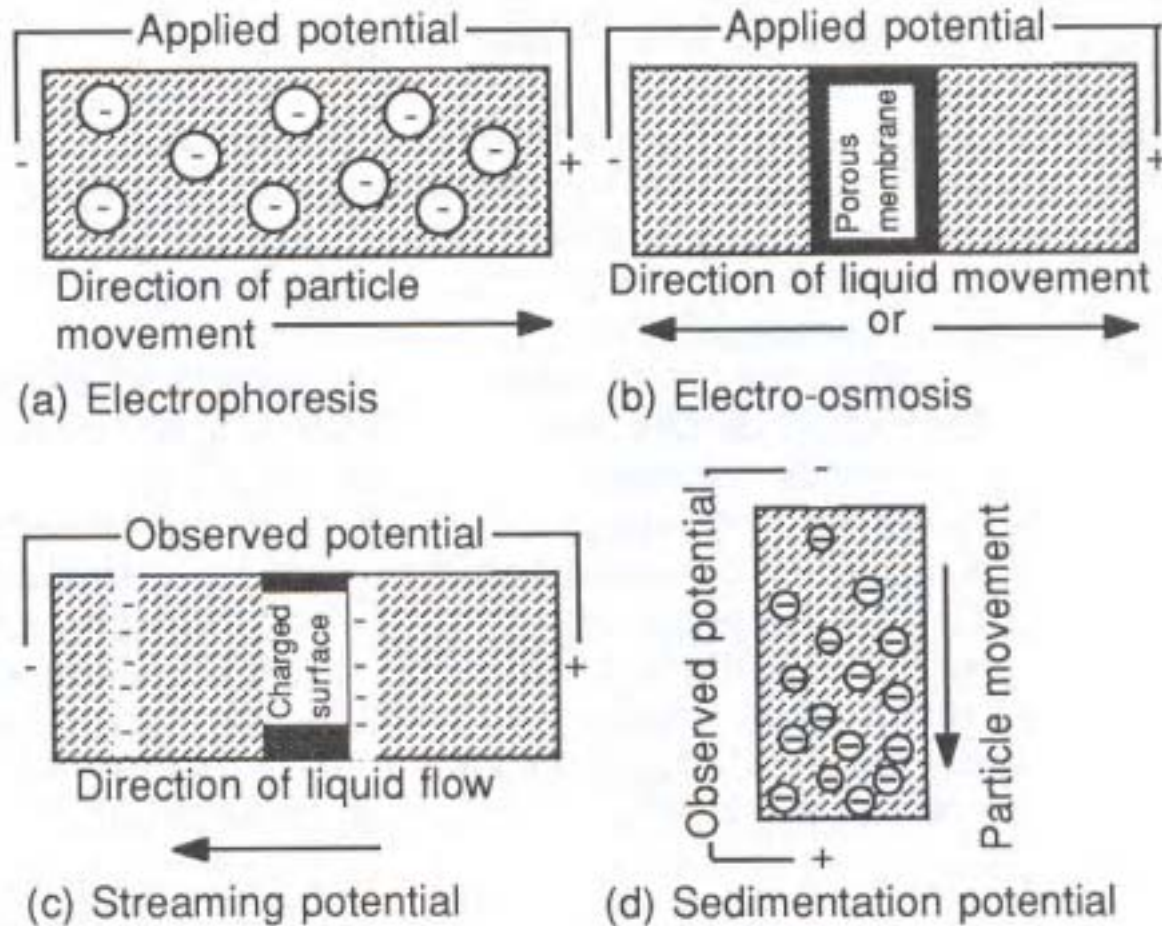 Applied potential
- +
- - - -
- - -
- - -
Direction of particle
movement
(a) Electrophoresis
Applied potential
- +
Porous
membrane
Direction of liquid movement
or
(b) Electro-osmosis
Observed potential
- +
Charged
surface
Direction of liquid flow
(c) Streaming potential
-
Observed potential
Particle movement
+
(d) Sedimentation potential